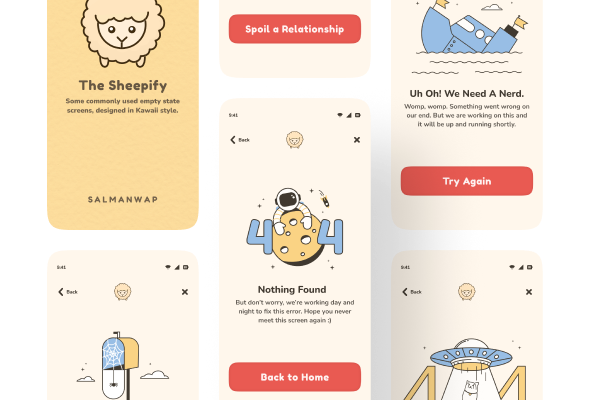 The Sheepify
Some commonly used empty state
screens, designed in Kawaii style.
SALMANWAP
9:41
Back
Spoil a Relationship
9:41
Back
404
Nothing Found
But don't worry, we're working day and
night to fix this error. Hope you never
meet this screen again :)
Back to Home
Uh Oh! We Need A Nerd.
Womp, womp. Something went wrong on
our end. But we are working on this and
it will be up and running shortly.
Try Again
9:41
Back